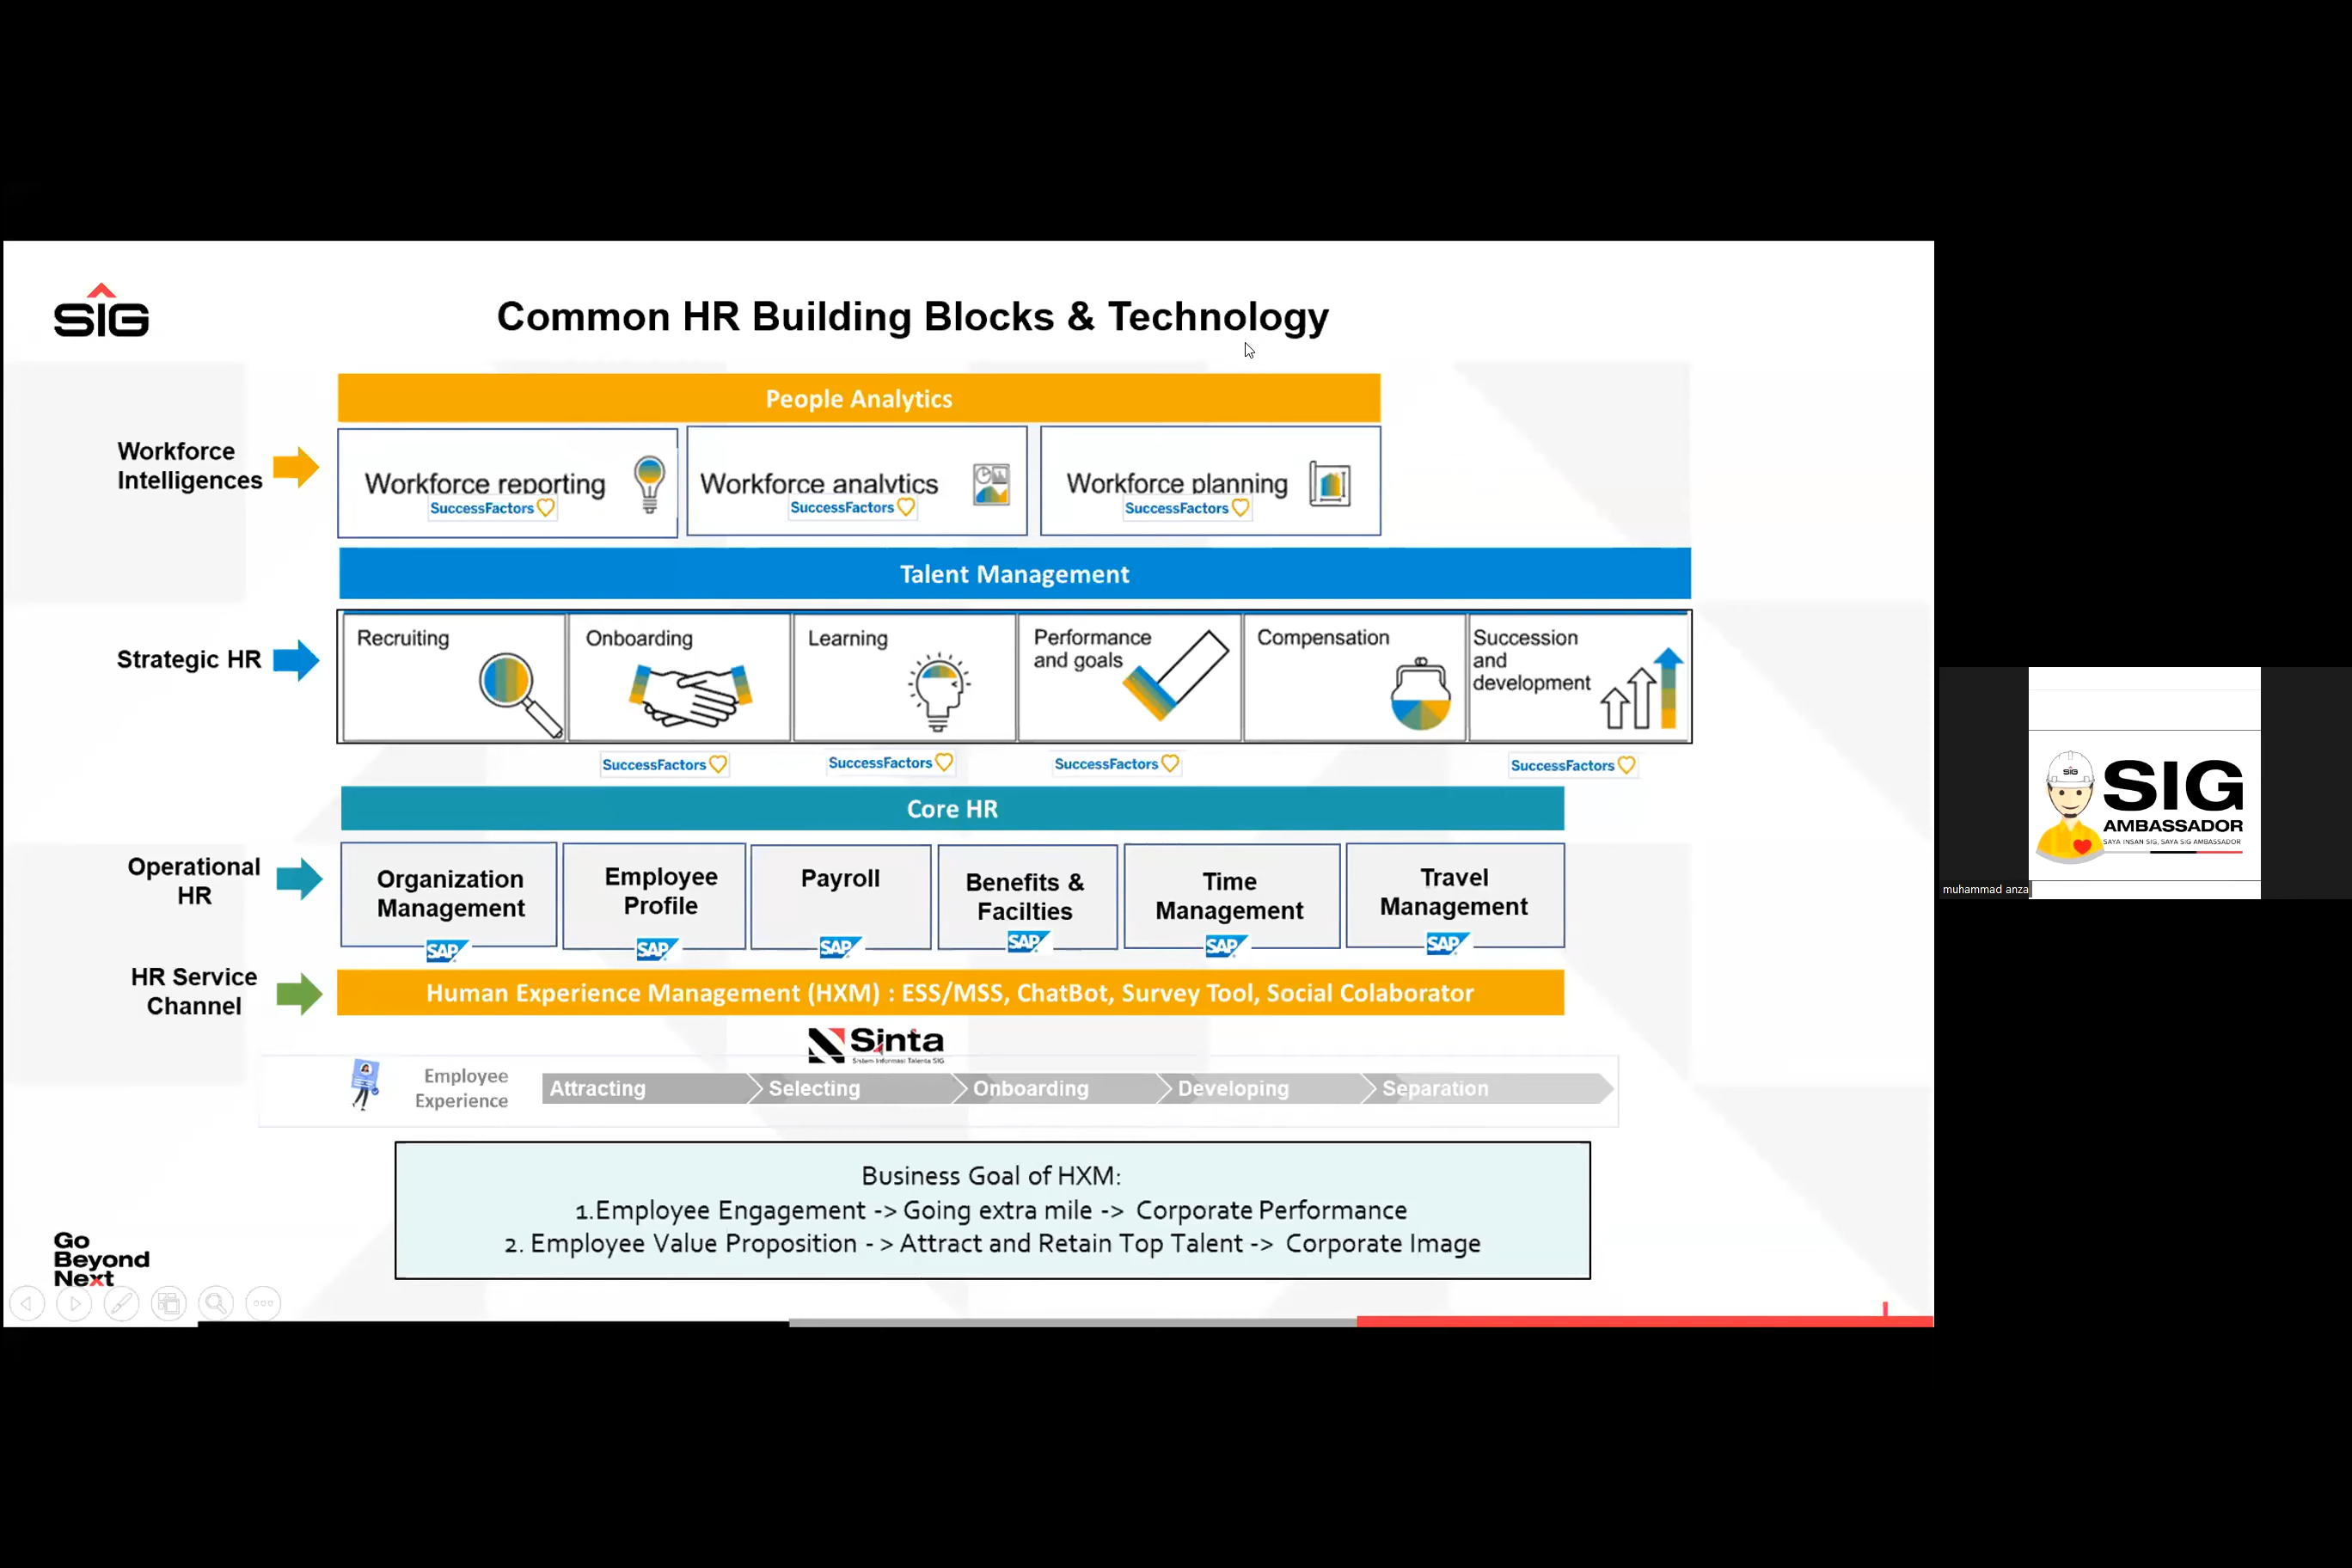 SIG
Common HR Building Blocks & Technology
People Analytics
Workforce
Intelligences
Workforce reporting
SuccessFactors
Workforce analytics
SuccessFactors
Workforce planning
SuccessFactors
Talent Management
Strategic HR
Recruiting
Onboarding
Learning
Performance
and goals
Compensation
Succession
and
development
SuccessFactors
SuccessFactors
SuccessFactors
SuccessFactors
Core HR
Operational
HR
Organization
Management
SAP
Employee
Profile
SAP
Payroll
SAP
Benefits &
Facilties
SAP
Time
Management
SAP
Travel
Management
SAP
HR Service
Channel
Human Experience Management (HXM) : ESS/MSS, ChatBot, Survey Tool, Social Colaborator
Sinta
Sistem Informasi Talenta SIG
Employee
Experience
Attracting
Selecting
Onboarding
Developing
Separation
Business Goal of HXM:
1.Employee Engagement -> Going extra mile -> Corporate Performance
2. Employee Value Proposition - > Attract and Retain Top Talent -> Corporate Image
Go
Beyond
Next
SIG
SIG
AMBASSADOR
SAYA INSAN SIG, SAYA SIG AMBASSADOR
muhammad anza